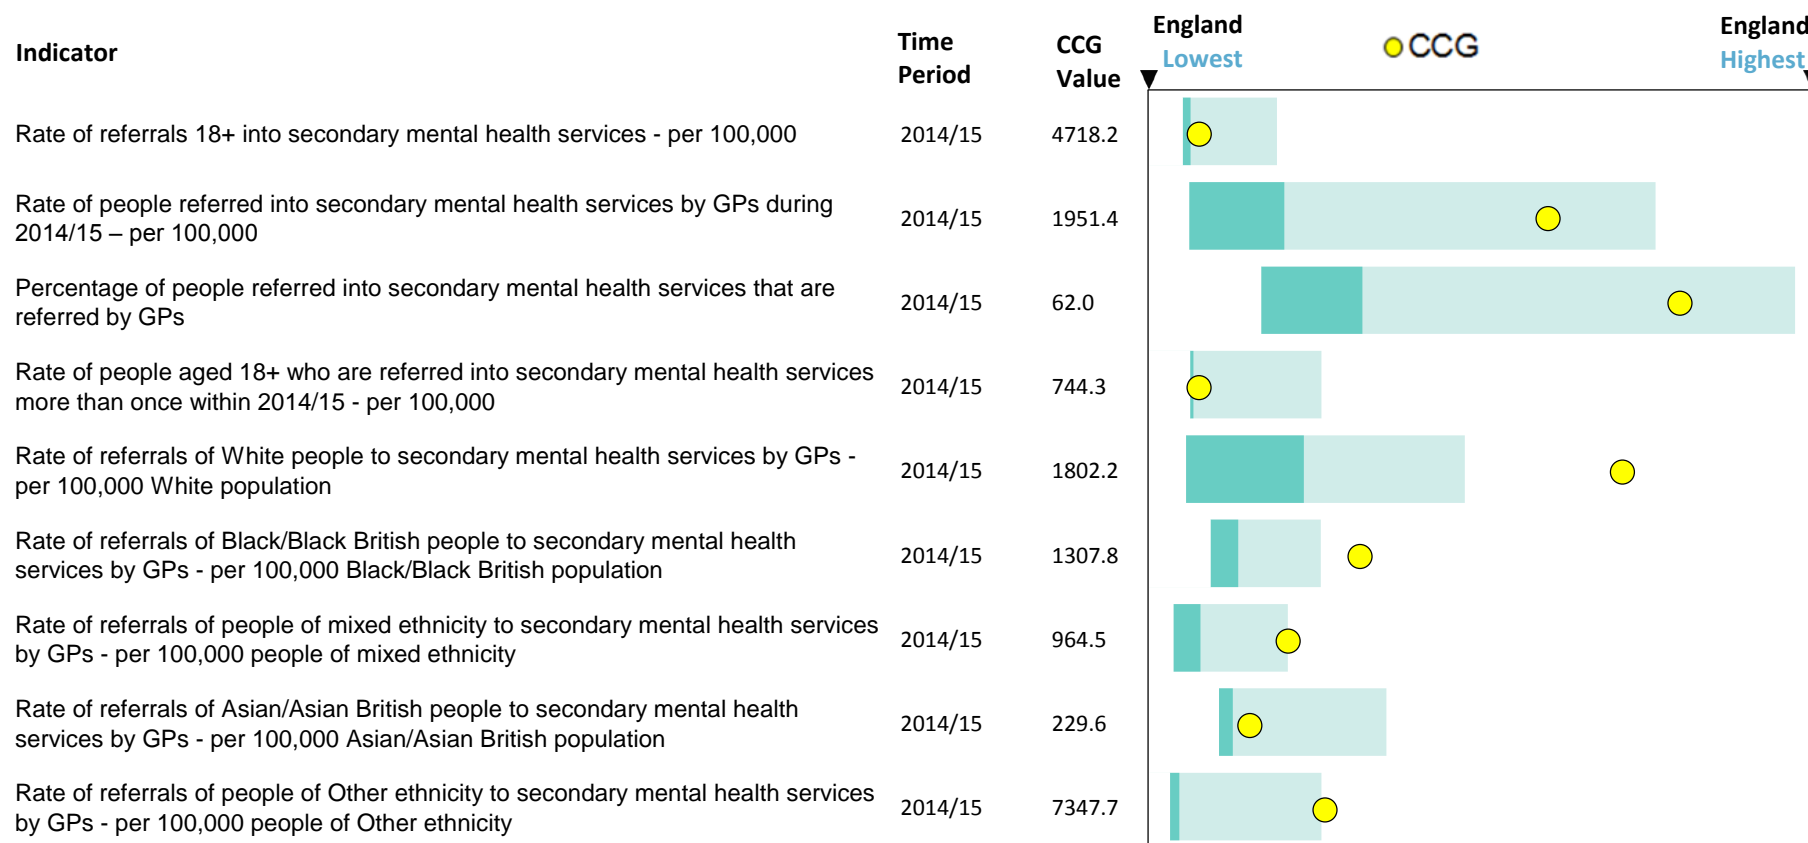 Indicator
Time
Period
CCG
Value
England
Lowest
CCG
England
Highest
Rate of referrals 18+ into secondary mental health services - per 100,000
2014/15
4718.2
Rate of people referred into secondary mental health services by GPs during
2014/15 – per 100,000
2014/15
1951.4
Percentage of people referred into secondary mental health services that are
referred by GPs
2014/15
62.0
Rate of people aged 18+ who are referred into secondary mental health services
more than once within 2014/15 - per 100,000
2014/15
744.3
Rate of referrals of White people to secondary mental health services by GPs -
per 100,000 White population
2014/15
1802.2
Rate of referrals of Black/Black British people to secondary mental health
services by GPs - per 100,000 Black/Black British population
2014/15
1307.8
Rate of referrals of people of mixed ethnicity to secondary mental health services
by GPs - per 100,000 people of mixed ethnicity
2014/15
964.5
Rate of referrals of Asian/Asian British people to secondary mental health
services by GPs - per 100,000 Asian/Asian British population
2014/15
229.6
Rate of referrals of people of Other ethnicity to secondary mental health services
by GPs - per 100,000 people of Other ethnicity
2014/15
7347.7